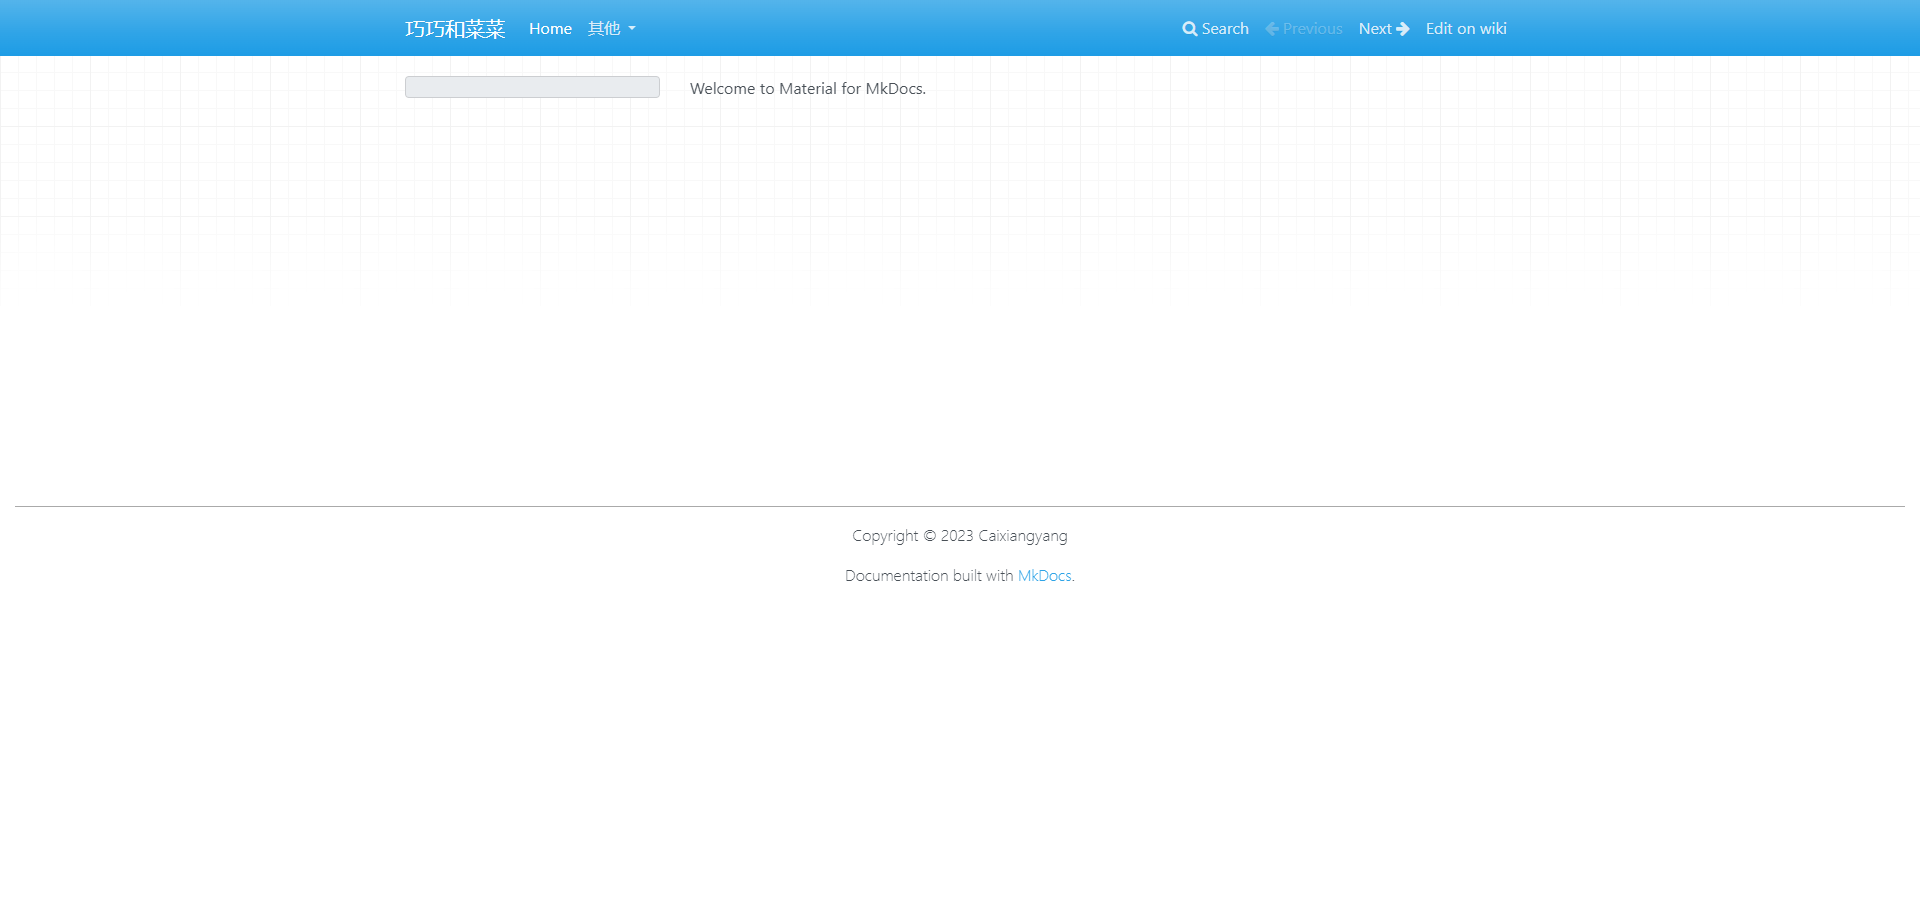 巧巧和菜菜 Home 其他 Search Previous Next Edit on wiki
Welcome to Material for MkDocs.
Copyright © 2023 Caixiangyang
Documentation built with MkDocs.